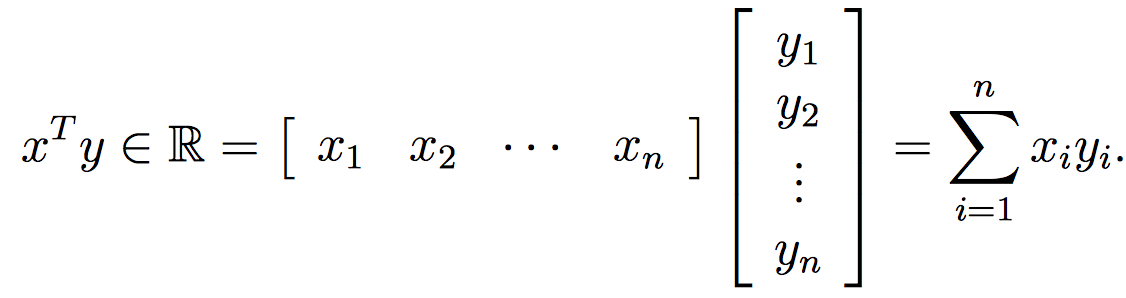 x^T y ∈ ℝ = [ x_1 x_2 ⋯ x_n ] [ y_1 y_2 ⋮ y_n ] = ∑_{i=1}^{n} x_i y_i.